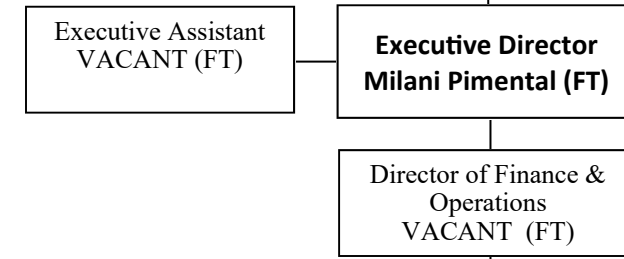 Executive Assistant
VACANT (FT)
Executive Director
Milani Pimental (FT)
Director of Finance &
Operations
VACANT  (FT)